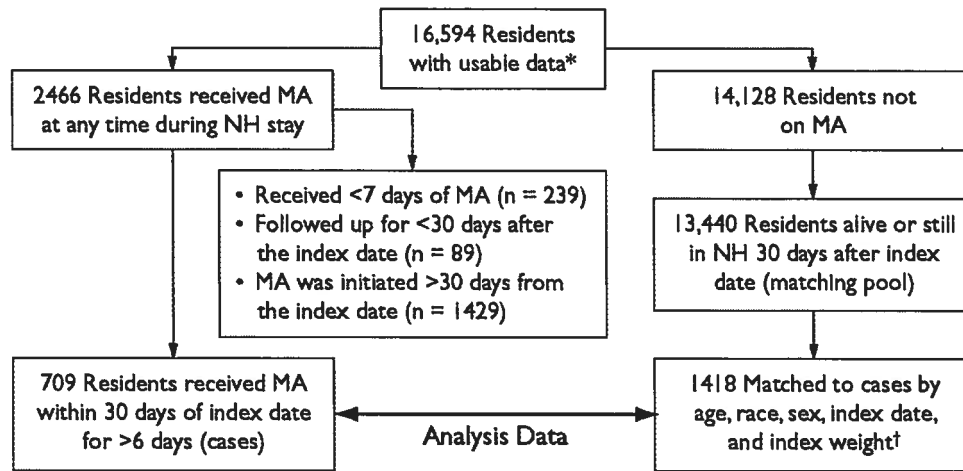 16,594 Residents
with usable data*
2466 Residents received MA
at any time during NH stay
14,128 Residents not
on MA
• Received <7 days of MA (n = 239)
• Followed up for <30 days after
the index date (n = 89)
• MA was initiated >30 days from
the index date (n = 1429)
13,440 Residents alive or still
in NH 30 days after index
date (matching pool)
709 Residents received MA
within 30 days of index date
for >6 days (cases)
Analysis Data
1418 Matched to cases by
age, race, sex, index date,
and index weight†